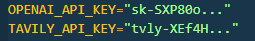 OPENAI_API_KEY="sk-SXP80o..."
TAVILY_API_KEY="tvly-XEf4H..."